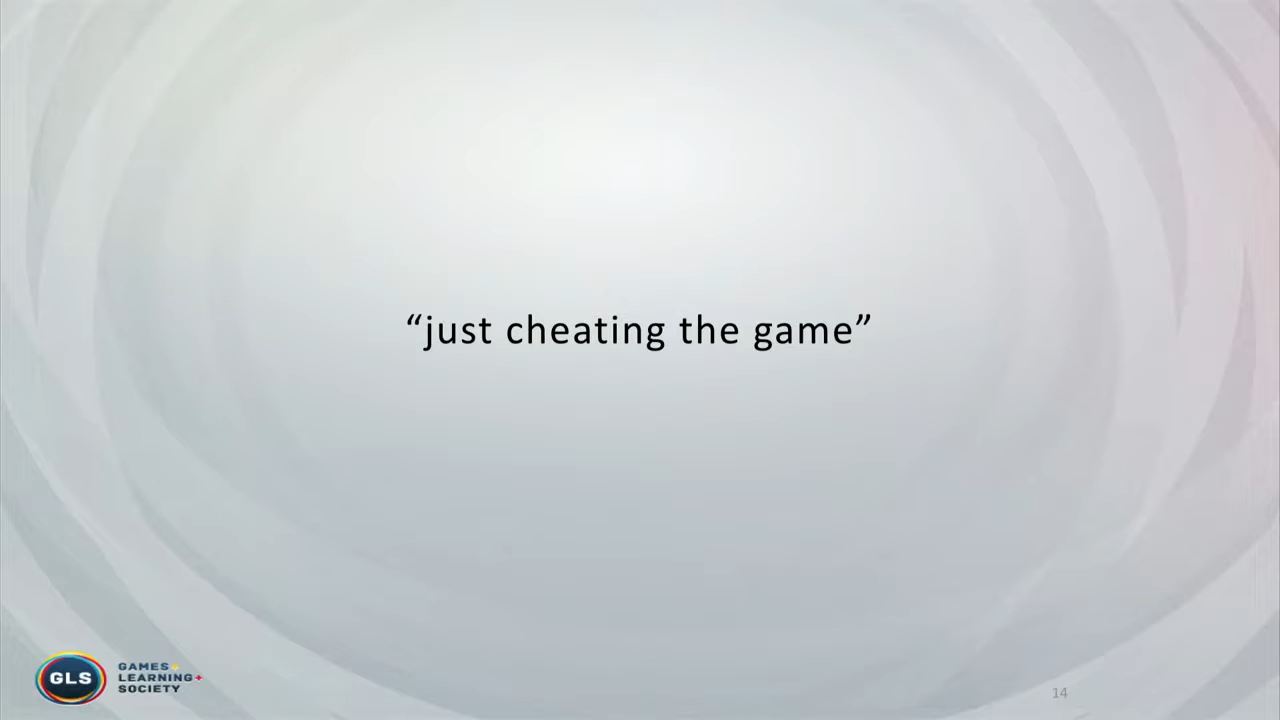 “just cheating the game”
GLS
GAMES+
LEARNING+
SOCIETY
14